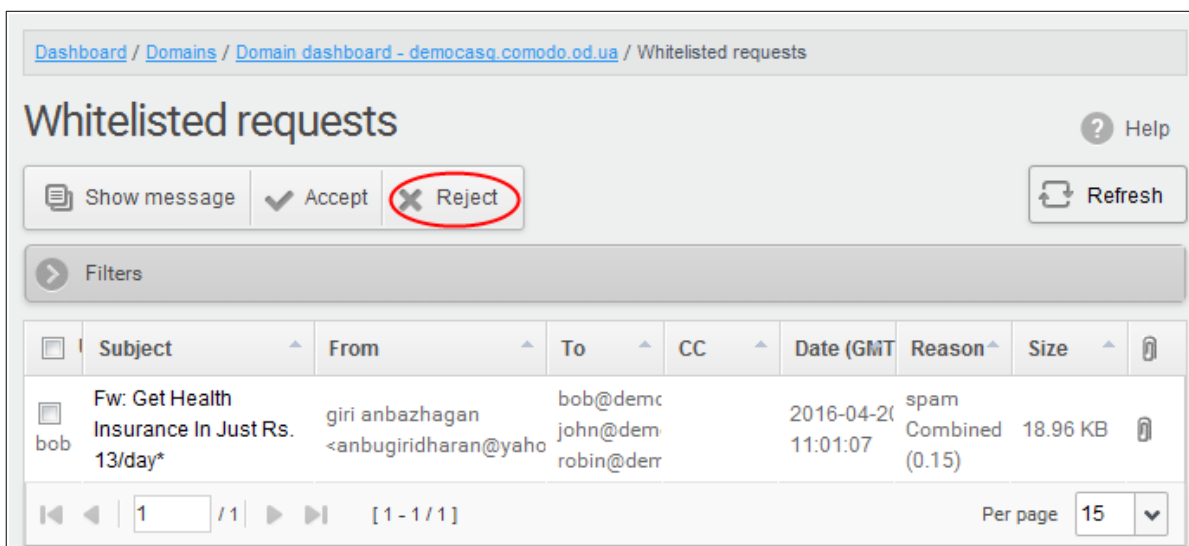 Dashboard / Domains / Domain dashboard - democasg.comodo.od.ua / Whitelisted requests
Whitelisted requests
Help
Show message Accept Reject
Refresh
Filters
Subject From To CC Date (GMT Reason Size
Fw: Get Health
Insurance In Just Rs.
13/day*
bob
giri anbazhagan
<anbugiridharan@yaho
bob@demo
john@dem
robin@dem
2016-04-20
11:01:07
spam
Combined
(0.15)
18.96 KB
1 / 1 [ 1 - 1 / 1 ] Per page 15